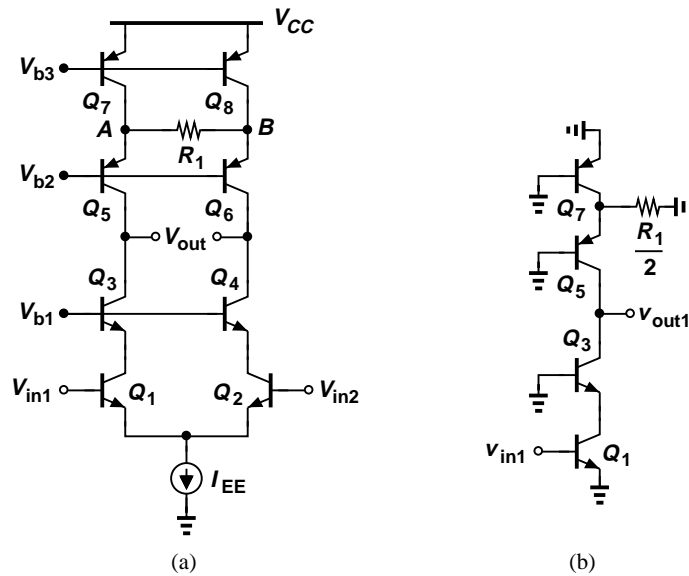 V_CC
V_b3
Q_7 Q_8
A B
R_1
V_b2
Q_5 Q_6
V_out
Q_3 Q_4
V_b1
V_in1 Q_1 Q_2 V_in2
I_EE
(a)
Q_7
R_1
2
Q_5
v_out1
Q_3
v_in1 Q_1
(b)